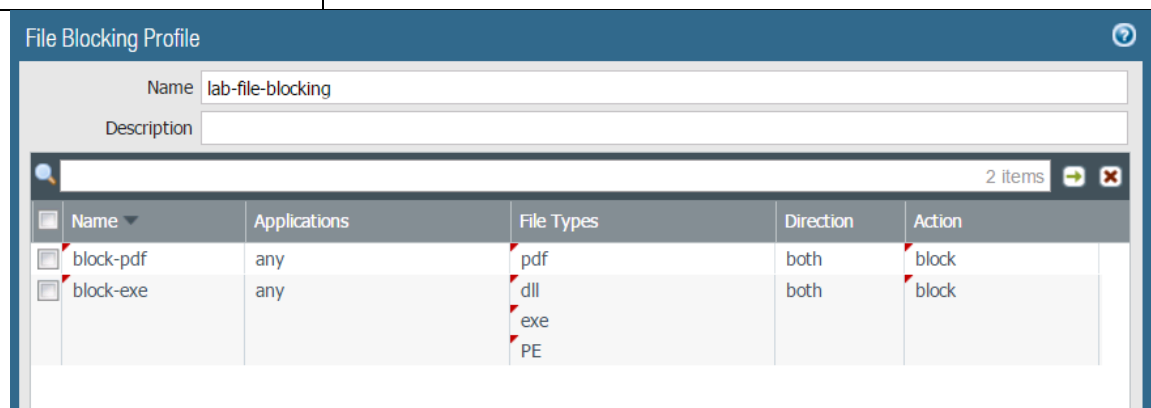 File Blocking Profile
Name lab-file-blocking
Description
2 items
Name Applications File Types Direction Action
block-pdf any pdf both block
block-exe any dll both block
exe
PE